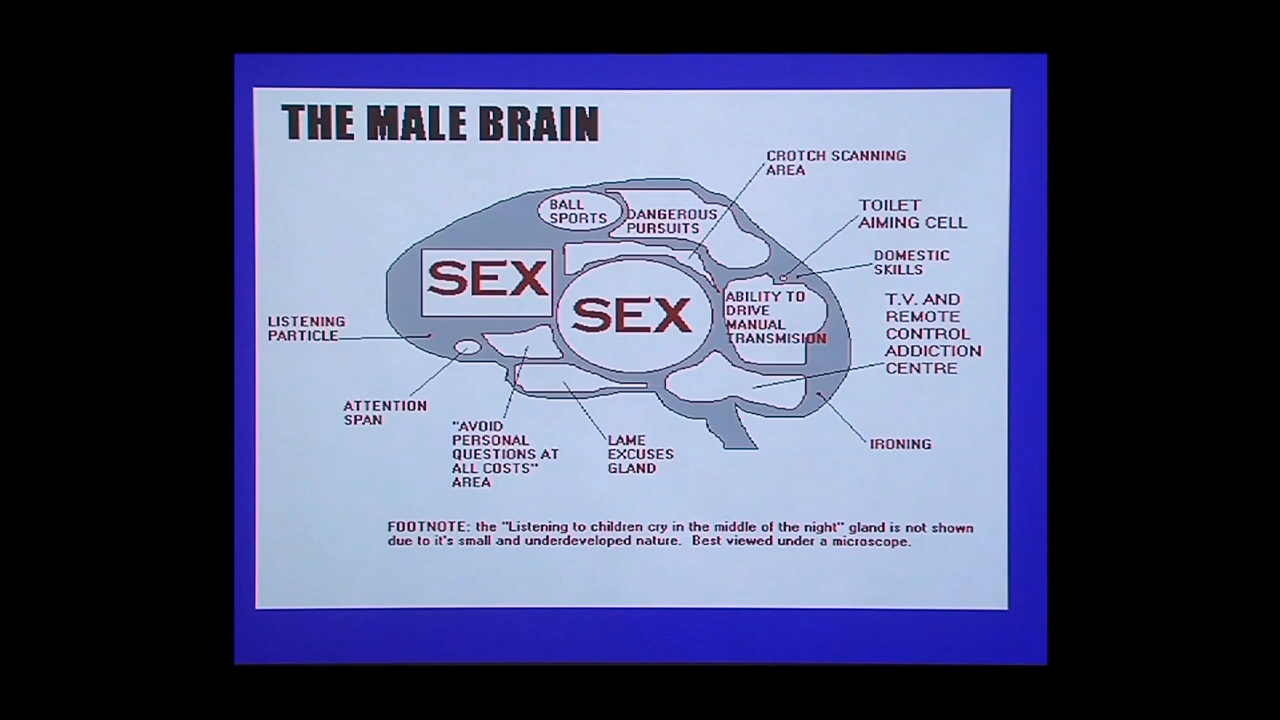 THE MALE BRAIN
CROTCH SCANNING
AREA
BALL
SPORTS
DANGEROUS
PURSUITS
TOILET
AIMING CELL
DOMESTIC
SKILLS
SEX
SEX
ABILITY TO
DRIVE
MANUAL
TRANSMISION
T.V. AND
REMOTE
CONTROL
ADDICTION
CENTRE
LISTENING
PARTICLE
ATTENTION
SPAN
"AVOID
PERSONAL
QUESTIONS AT
ALL COSTS"
AREA
LAME
EXCUSES
GLAND
IRONING
FOOTNOTE: the "Listening to children cry in the middle of the night" gland is not shown
due to it's small and underdeveloped nature. Best viewed under a microscope.